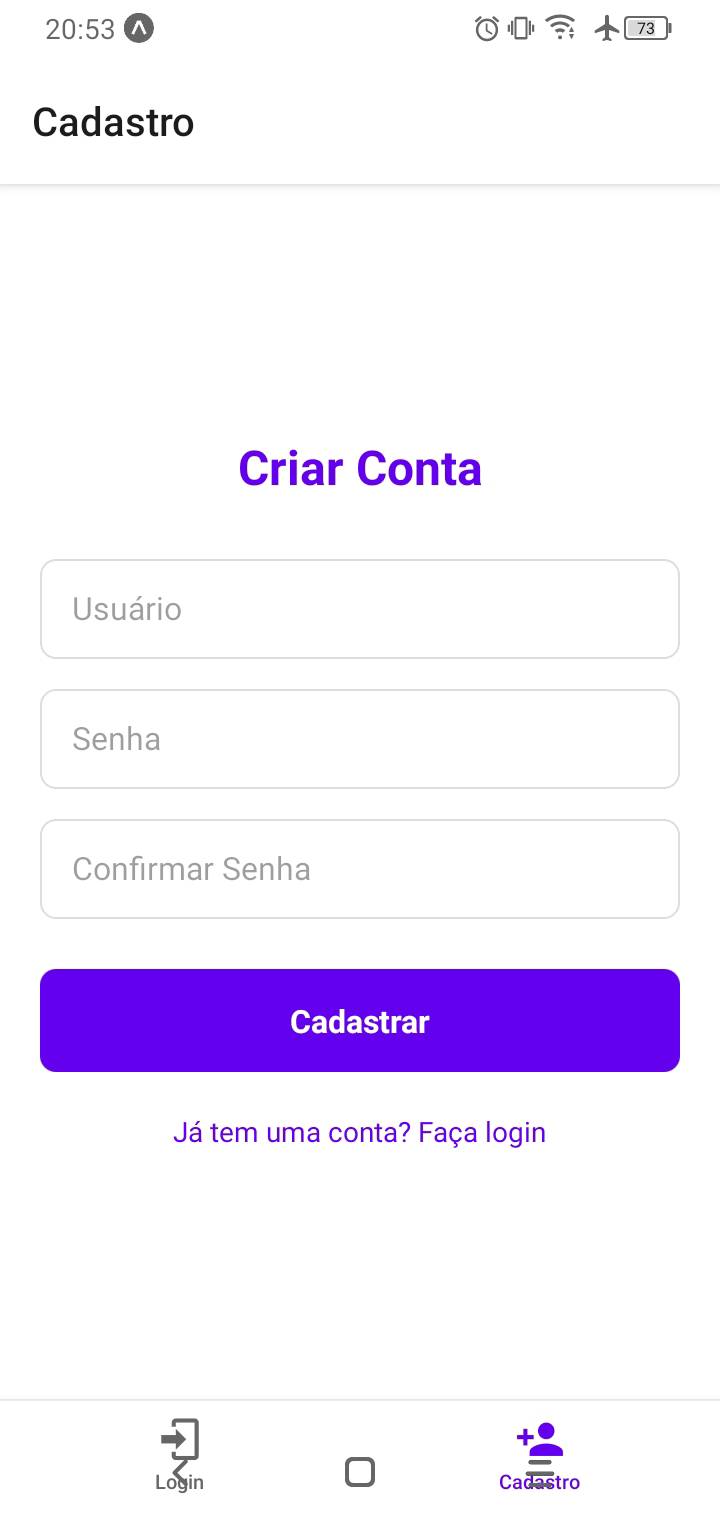 20:53
73
Cadastro
Criar Conta
Usuário
Senha
Confirmar Senha
Cadastrar
Já tem uma conta? Faça login
Login
Cadastro